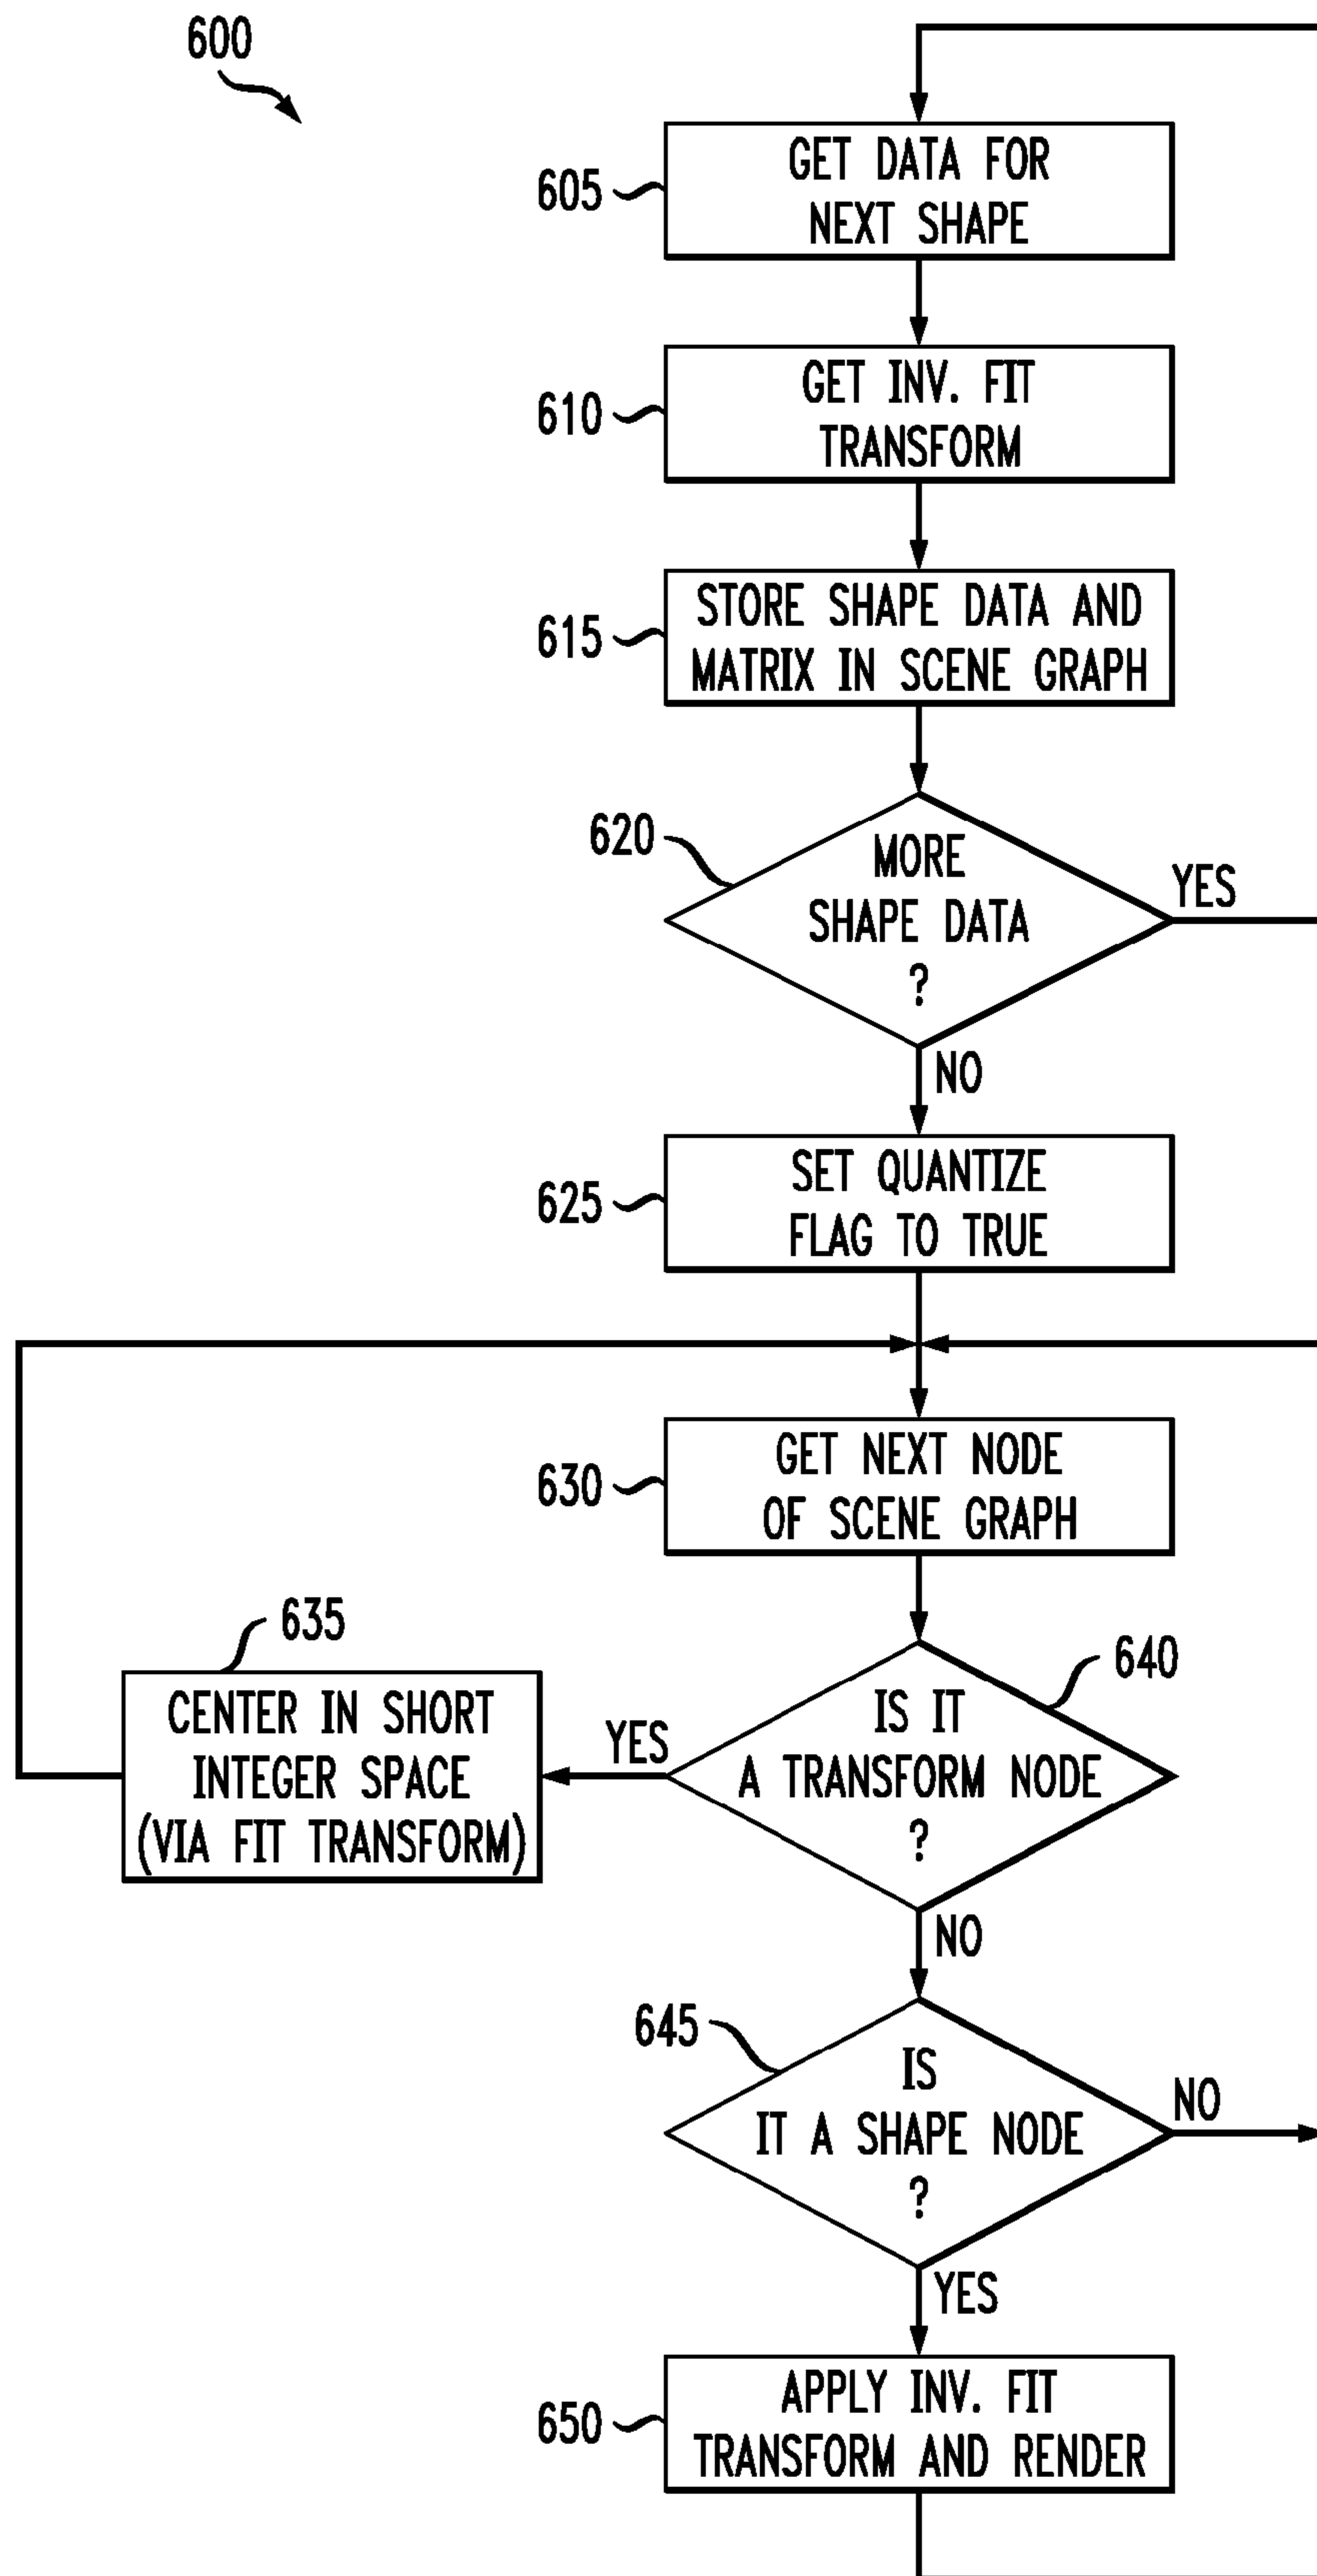 600
605
GET DATA FOR
NEXT SHAPE
610
GET INV. FIT
TRANSFORM
615
STORE SHAPE DATA AND
MATRIX IN SCENE GRAPH
620
MORE
SHAPE DATA
?
YES
NO
625
SET QUANTIZE
FLAG TO TRUE
630
GET NEXT NODE
OF SCENE GRAPH
635
CENTER IN SHORT
INTEGER SPACE
(VIA FIT TRANSFORM)
YES
640
IS IT
A TRANSFORM NODE
?
NO
645
IS
IT A SHAPE NODE
?
NO
YES
650
APPLY INV. FIT
TRANSFORM AND RENDER